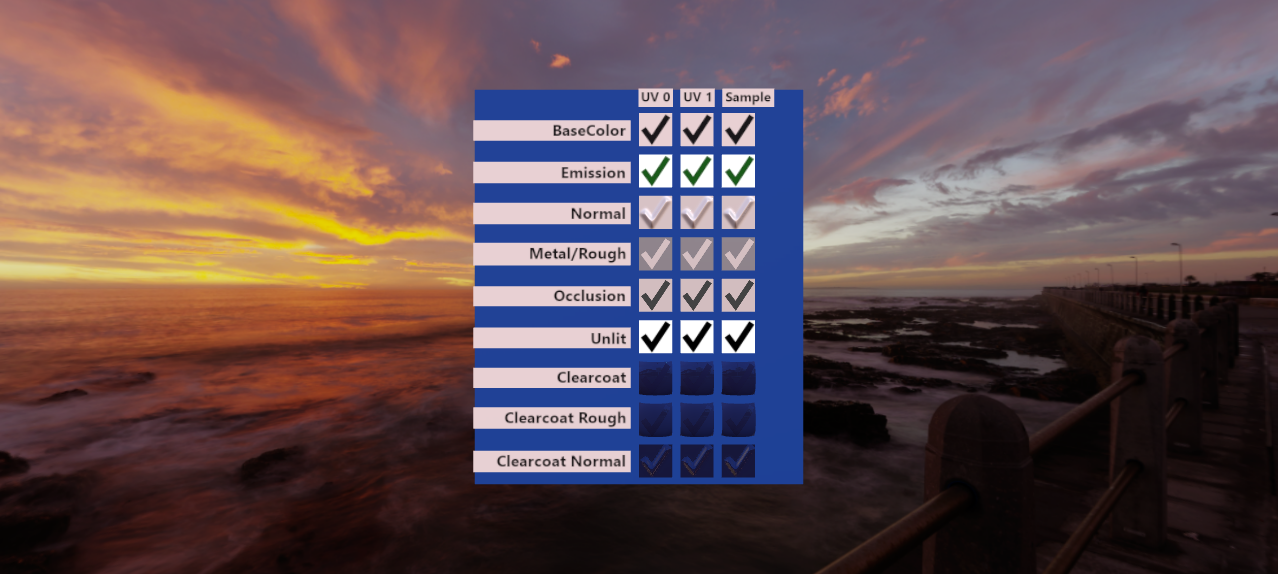 UV 0 UV 1 Sample
BaseColor
Emission
Normal
Metal/Rough
Occlusion
Unlit
Clearcoat
Clearcoat Rough
Clearcoat Normal